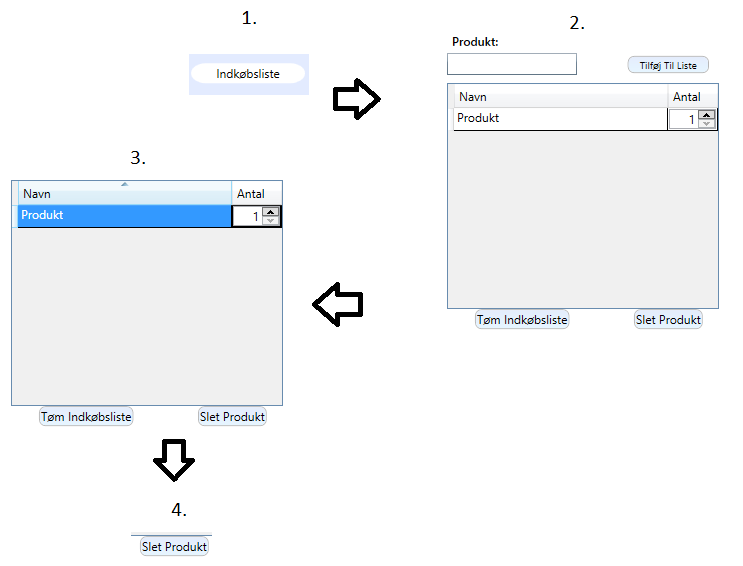 1.
Indkøbsliste
2.
Produkt:
Tilføj Til Liste
Navn Antal
Produkt 1
Tøm Indkøbsliste Slet Produkt
3.
Navn Antal
Produkt 1
Tøm Indkøbsliste Slet Produkt
4.
Slet Produkt